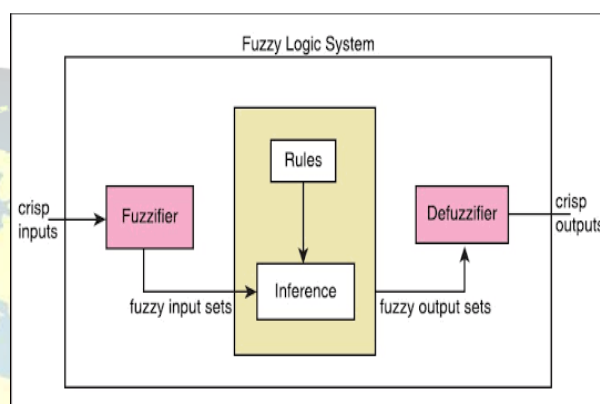 Fuzzy Logic System
Rules
crisp
inputs
Fuzzifier
Defuzzifier
crisp
outputs
Inference
fuzzy input sets
fuzzy output sets